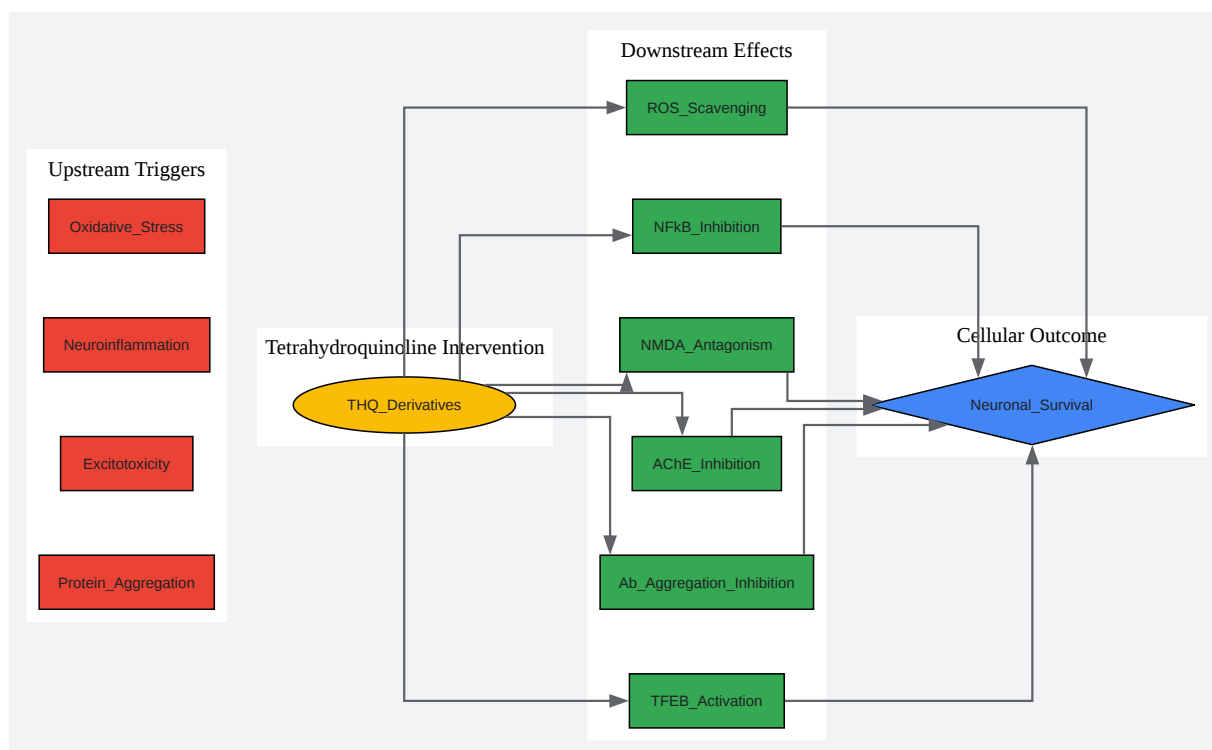 Upstream Triggers
Oxidative_Stress
Neuroinflammation
Excitotoxicity
Protein_Aggregation
Tetrahydroquinoline Intervention
THQ_Derivatives
Downstream Effects
ROS_Scavenging
NFkB_Inhibition
NMDA_Antagonism
AChE_Inhibition
Ab_Aggregation_Inhibition
TFEB_Activation
Cellular Outcome
Neuronal_Survival